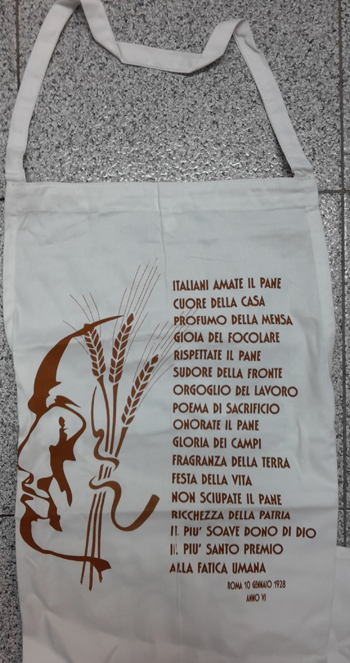 ITALIANI AMATE IL PANE
CUORE DELLA CASA
PROFUMO DELLA MENSA
GIOIA DEL FOCOLARE
RISPETTATE IL PANE
SUDORE DELLA FRONTE
ORGOGLIO DEL LAVORO
POEMA DI SACRIFICIO
ONORATE IL PANE
GLORIA DEI CAMPI
FRAGRANZA DELLA TERRA
FESTA DELLA VITA
NON SCIUPATE IL PANE
RICCHEZZA DELLA PATRIA
IL PIU' SOAVE DONO DI DIO
IL PIU' SANTO PREMIO
ALLA FATICA UMANA
ROMA 10 GENNAIO 1928
ANNO VI